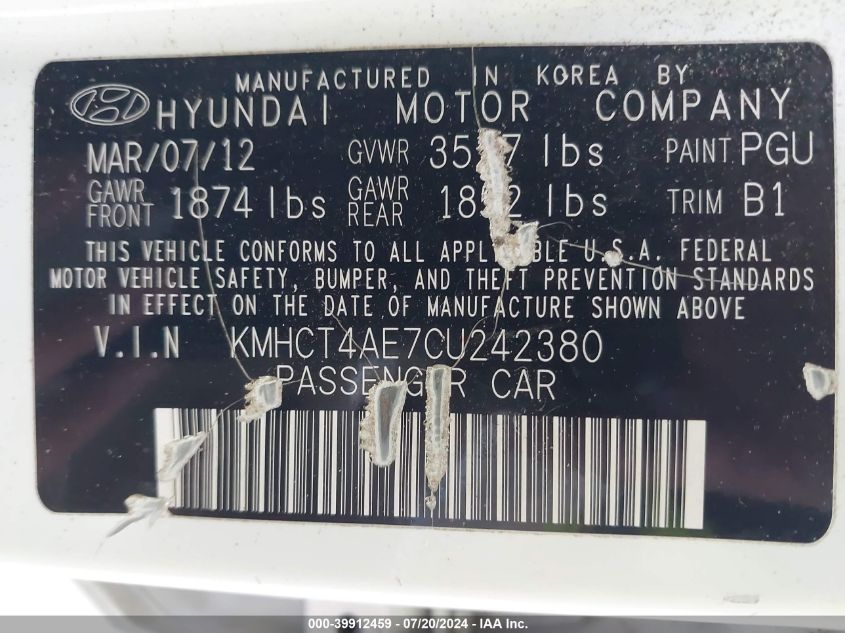 MANUFACTURED IN KOREA BY
HYUNDAI MOTOR COMPANY
MAR/07/12 GVWR lbs PAINT PGU
GAWR FRONT 1874 lbs GAWR REAR lbs TRIM B1
THIS VEHICLE CONFORMS TO ALL U.S.A. FEDERAL
MOTOR VEHICLE SAFETY, BUMPER, AND THEFT PREVENTION STANDARDS
IN EFFECT ON THE DATE OF MANUFACTURE SHOWN ABOVE
V.I.N KMHCT4AE7CU242380
PASSENGER CAR
000-39912459 - 07/20/2024 - IAA Inc.